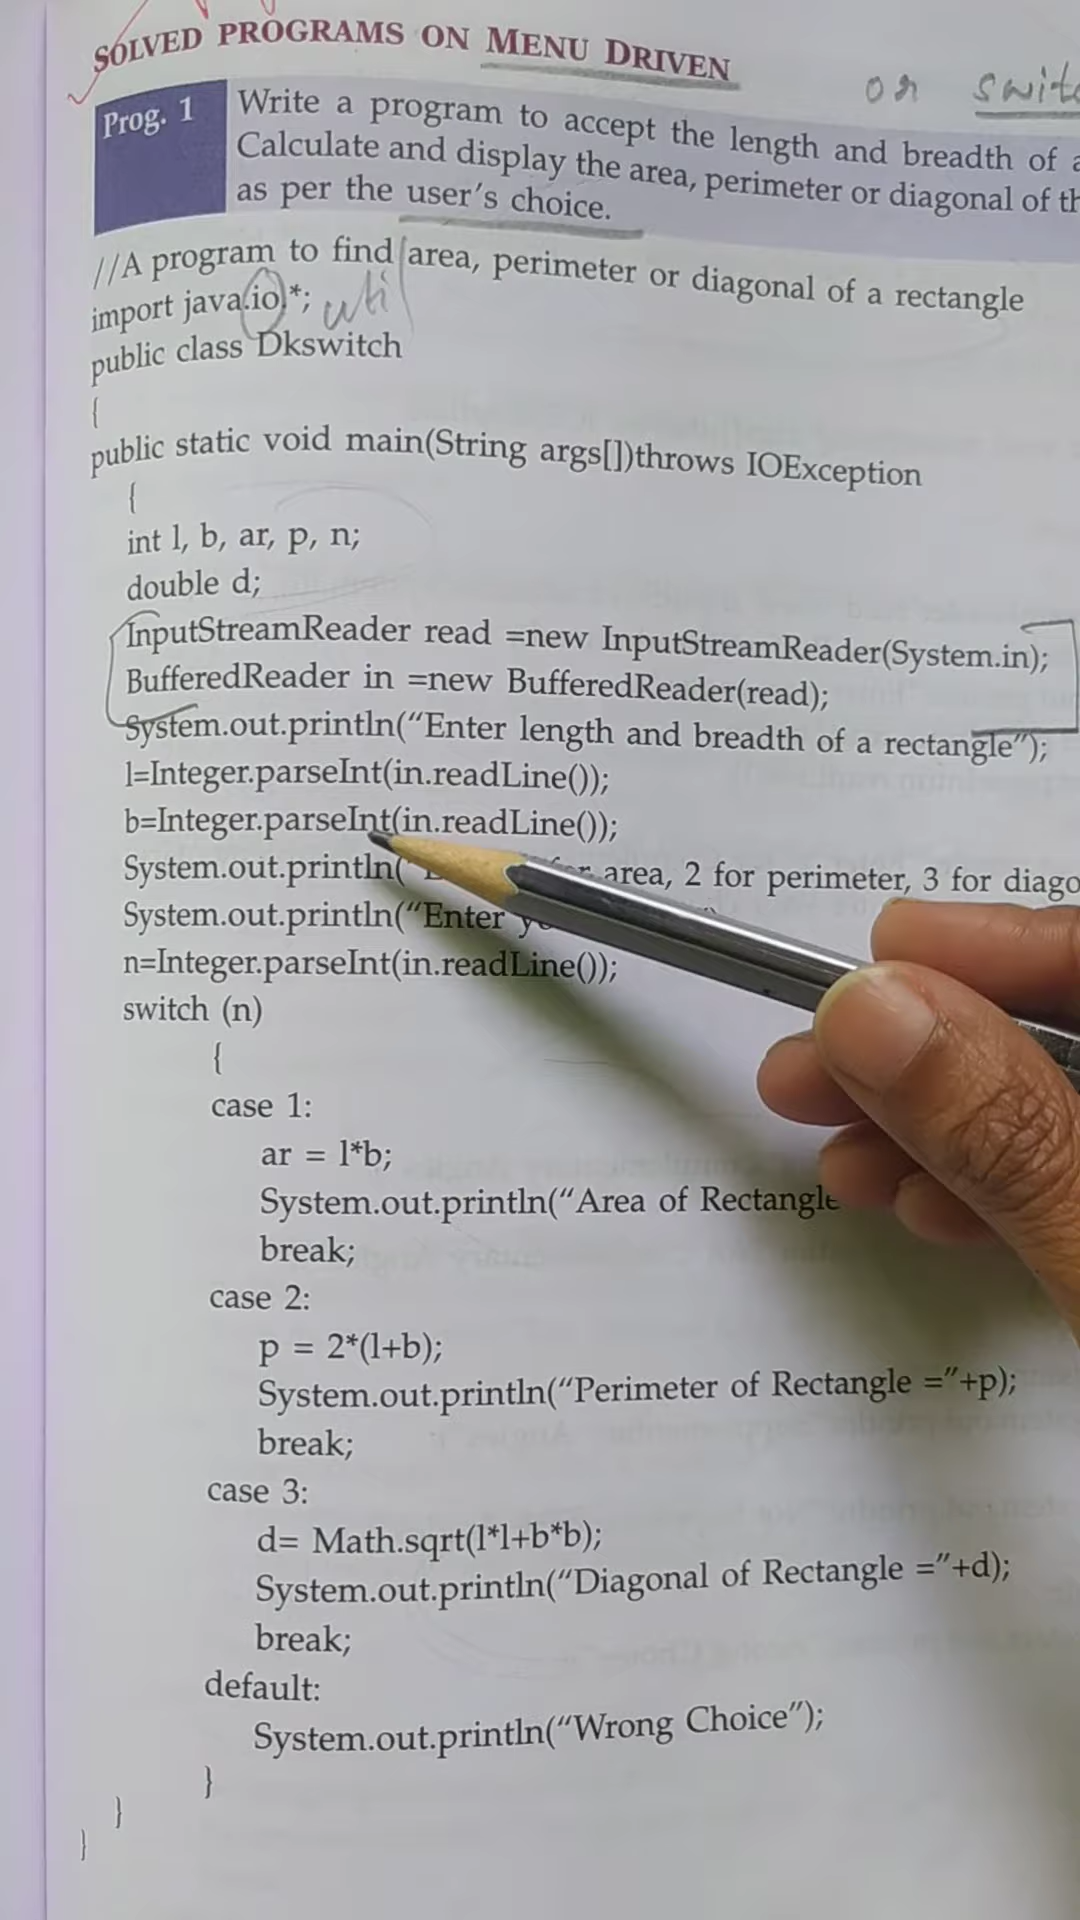 SOLVED PROGRAMS ON MENU DRIVEN
or
Prog. 1
Write a program to accept the length and breadth of
Calculate and display the area, perimeter or diagonal of
as per the user's choice.
//A program to find area, perimeter or diagonal of a rectangle
import java.io.*; util
public class Dkswitch
{
public static void main(String args[])throws IOException
{
int l, b, ar, p, n;
double d;
InputStreamReader read =new InputStreamReader(System.in);
BufferedReader in =new BufferedReader(read);
System.out.println("Enter length and breadth of a rectangle");
l=Integer.parseInt(in.readLine());
b=Integer.parseInt(in.readLine());
System.out.println( area, 2 for perimeter, 3 for
System.out.println("Enter
n=Integer.parseInt(in.readLine());
switch (n)
{
case 1:
ar = l*b;
System.out.println("Area of Rectangle
break;
case 2:
p = 2*(l+b);
System.out.println("Perimeter of Rectangle ="+p);
break;
case 3:
d= Math.sqrt(l*l+b*b);
System.out.println("Diagonal of Rectangle ="+d);
break;
default:
System.out.println("Wrong Choice");
}
}
}